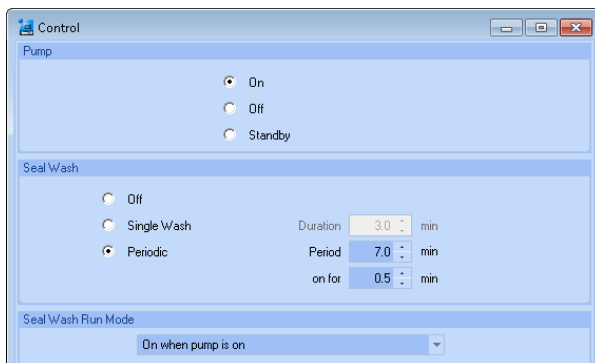 Control
Pump
On
Off
Standby
Seal Wash
Off
Single Wash Duration 3.0 min
Periodic Period 7.0 min
on for 0.5 min
Seal Wash Run Mode
On when pump is on